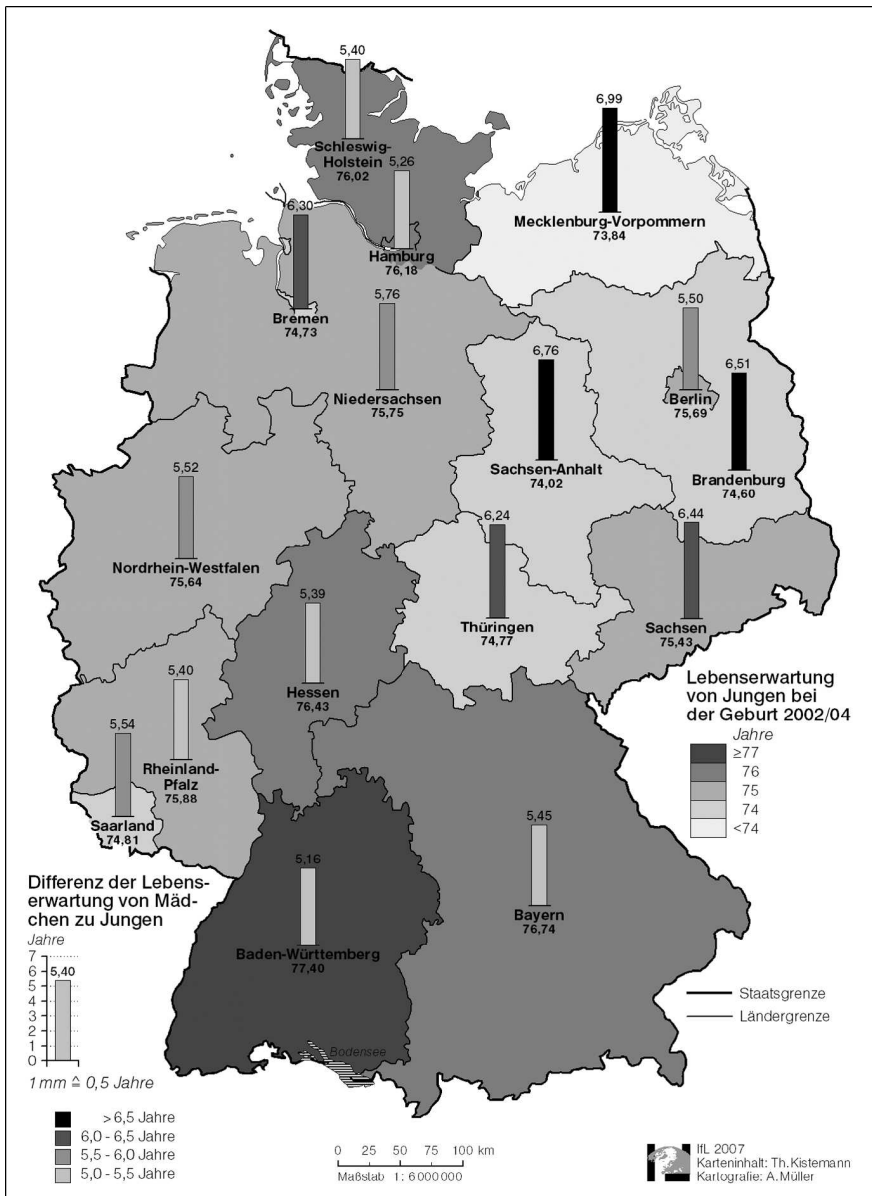 5,40
Schleswig-
Holstein
76,02
5,26
Hamburg
76,18
6,99
Mecklenburg-Vorpommern
73,84
6,30
Bremen
74,73
5,76
Niedersachsen
75,75
5,50
Berlin
75,69
6,76
Sachsen-Anhalt
74,02
6,51
Brandenburg
74,60
5,52
Nordrhein-Westfalen
75,64
6,24
Thüringen
74,77
6,44
Sachsen
75,43
5,39
Hessen
76,43
5,40
Rheinland-
Pfalz
75,88
5,54
Saarland
74,81
5,16
Baden-Württemberg
77,40
5,45
Bayern
76,74
Bodensee
Lebenserwartung
von Jungen bei
der Geburt 2002/04
Jahre
≥77
76
75
74
<74
Differenz der Lebens-
erwartung von Mäd-
chen zu Jungen
Jahre
7
6
5
4
3
2
1
0
5,40
1 mm ≙ 0,5 Jahre
> 6,5 Jahre
6,0 - 6,5 Jahre
5,5 - 6,0 Jahre
5,0 - 5,5 Jahre
Staatsgrenze
Ländergrenze
0 25 50 75 100 km
Maßstab 1: 6 000 000
IfL 2007
Karteninhalt: Th. Kistemann
Kartografie: A. Müller